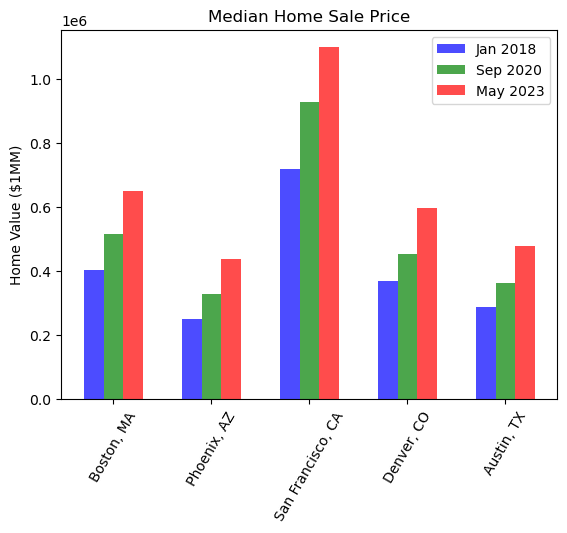 Median Home Sale Price
1e6
Home Value ($1MM)
1.0
0.8
0.6
0.4
0.2
0.0
Jan 2018
Sep 2020
May 2023
Boston, MA
Phoenix, AZ
San Francisco, CA
Denver, CO
Austin, TX